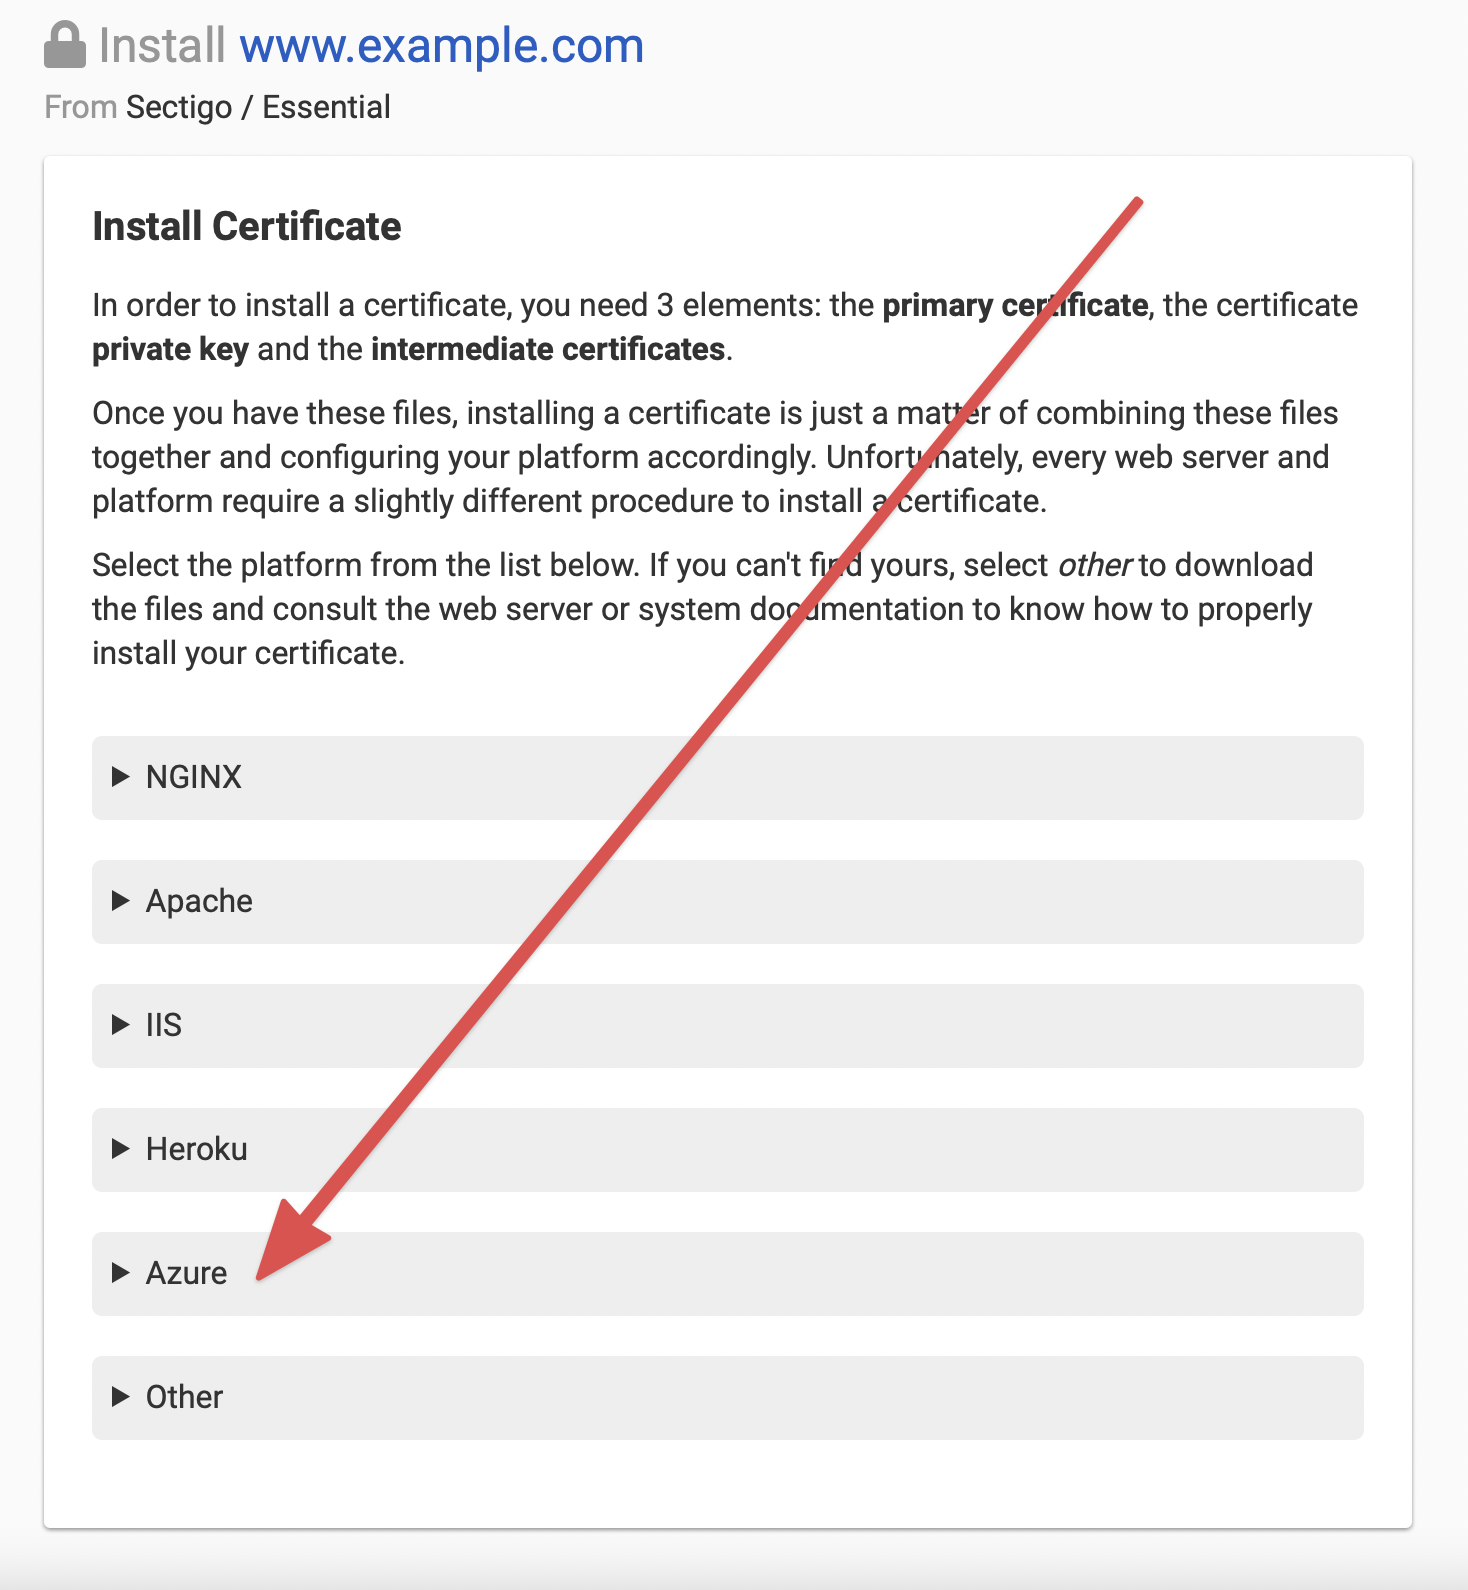 Install www.example.com
From Sectigo / Essential
Install Certificate
In order to install a certificate, you need 3 elements: the primary certificate, the certificate
private key and the intermediate certificates.
Once you have these files, installing a certificate is just a matter of combining these files
together and configuring your platform accordingly. Unfortunately, every web server and
platform require a slightly different procedure to install a certificate.
Select the platform from the list below. If you can't find yours, select other to download
the files and consult the web server or system documentation to know how to properly
install your certificate.
NGINX
Apache
IIS
Heroku
Azure
Other